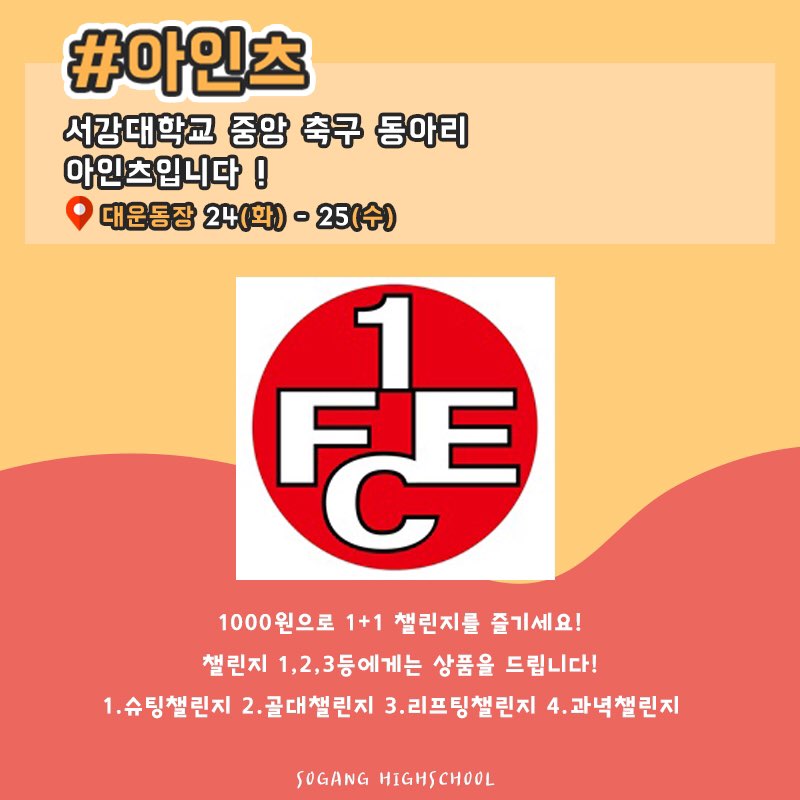 #아인츠
서강대학교 중앙 축구 동아리
아인츠입니다 !
대운동장 24(화) - 25(수)
1
FCE
1000원으로 1+1 챌린지를 즐기세요!
챌린지 1,2,3등에게는 상품을 드립니다!
1.슈팅챌린지 2.골대챌린지 3.리프팅챌린지 4.과녁챌린지
SOGANG HIGHSCHOOL